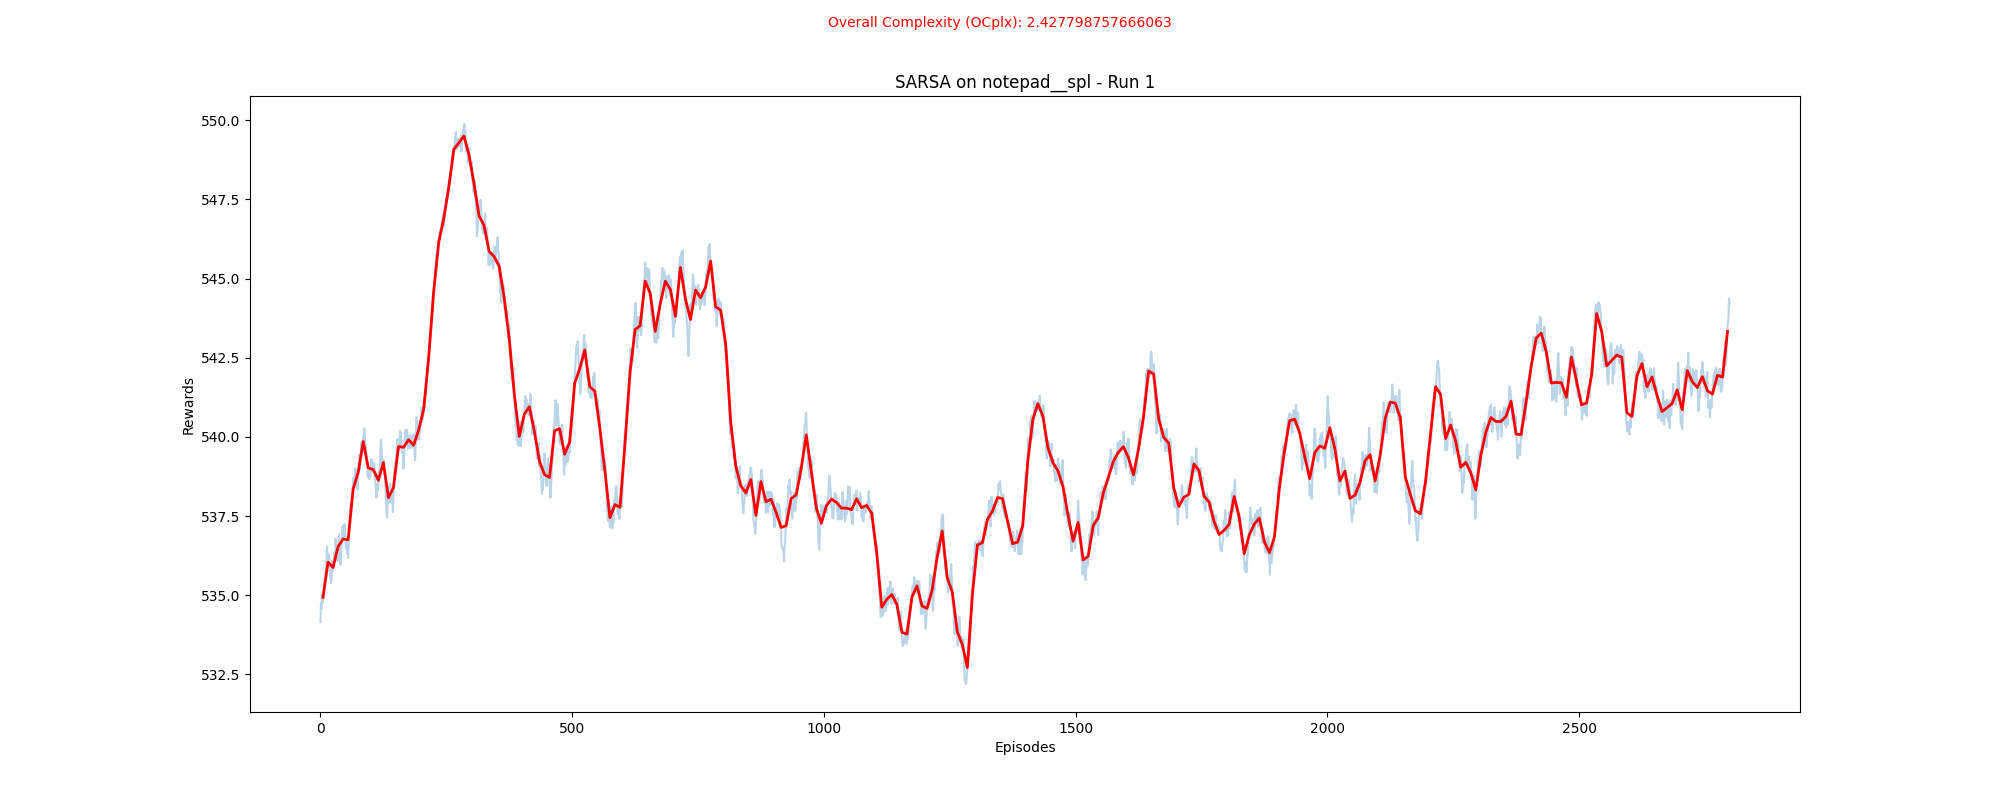 Overall Complexity (OCplx): 2.427798757666063
SARSA on notepad__spl - Run 1
550.0
547.5
545.0
542.5
540.0
537.5
535.0
532.5
Rewards
0 500 1000 1500 2000 2500
Episodes